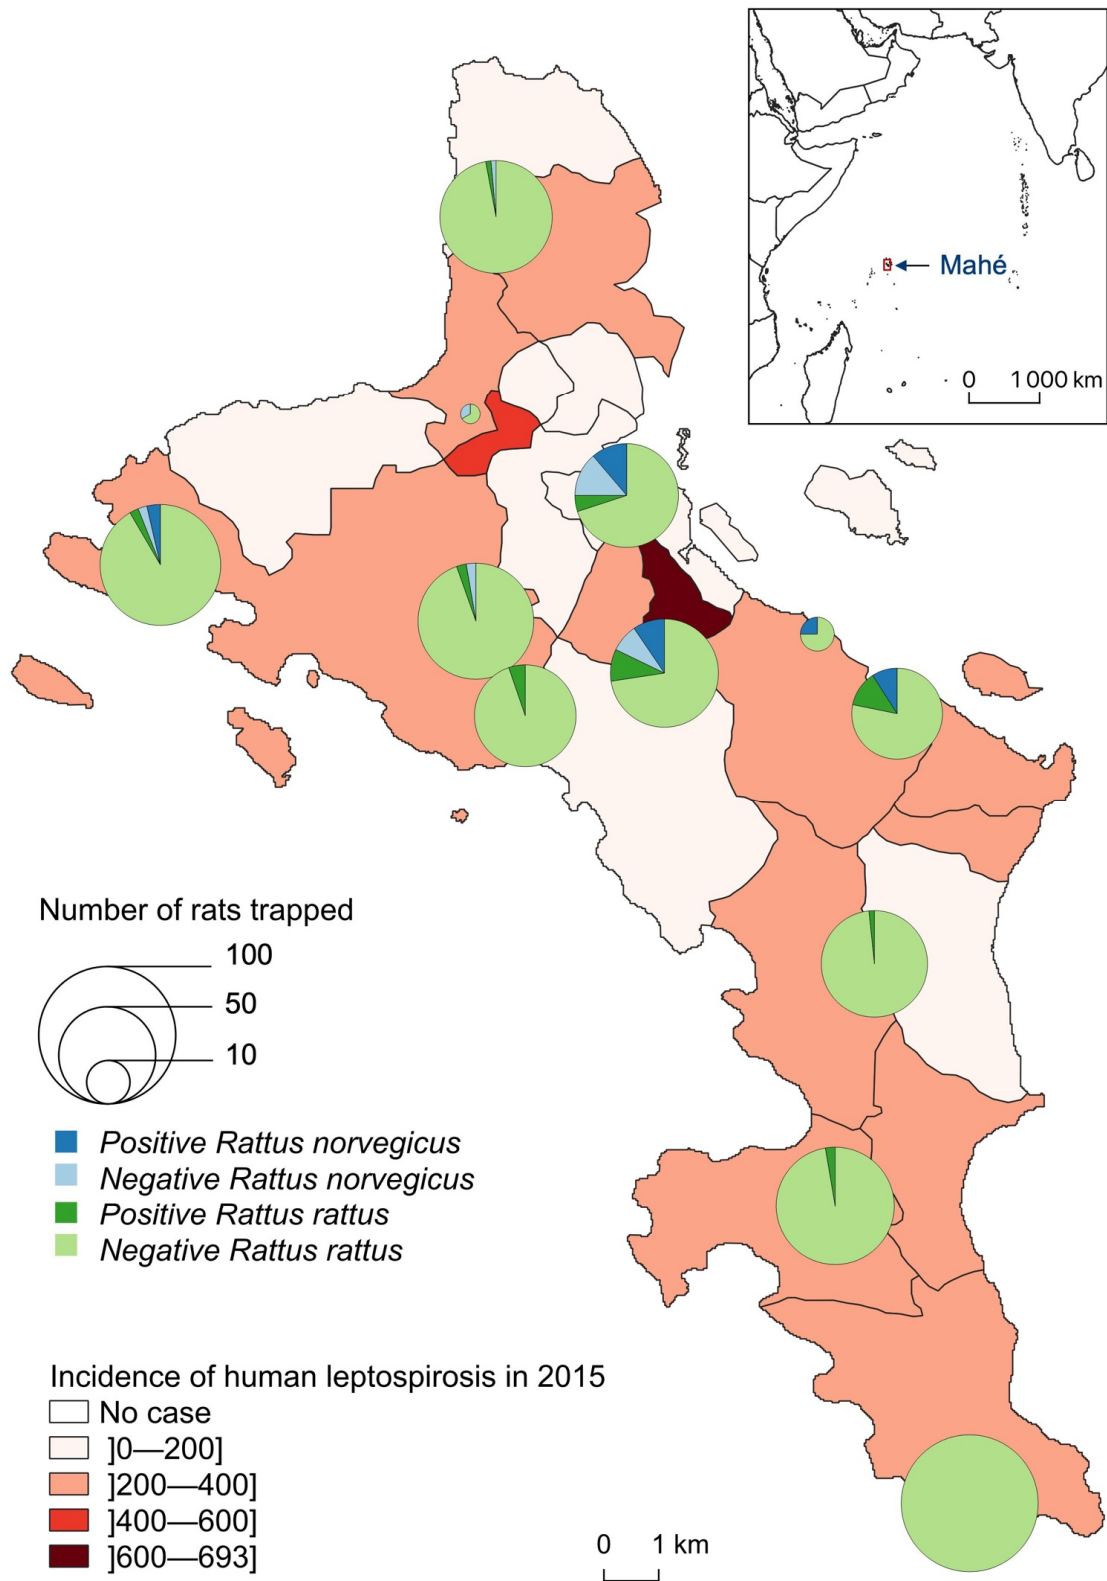 Mahé
0 1 000 km
Number of rats trapped
100
50
10
Positive Rattus norvegicus
Negative Rattus norvegicus
Positive Rattus rattus
Negative Rattus rattus
Incidence of human leptospirosis in 2015
No case
]0—200]
]200—400]
]400—600]
]600—693]
0 1 km